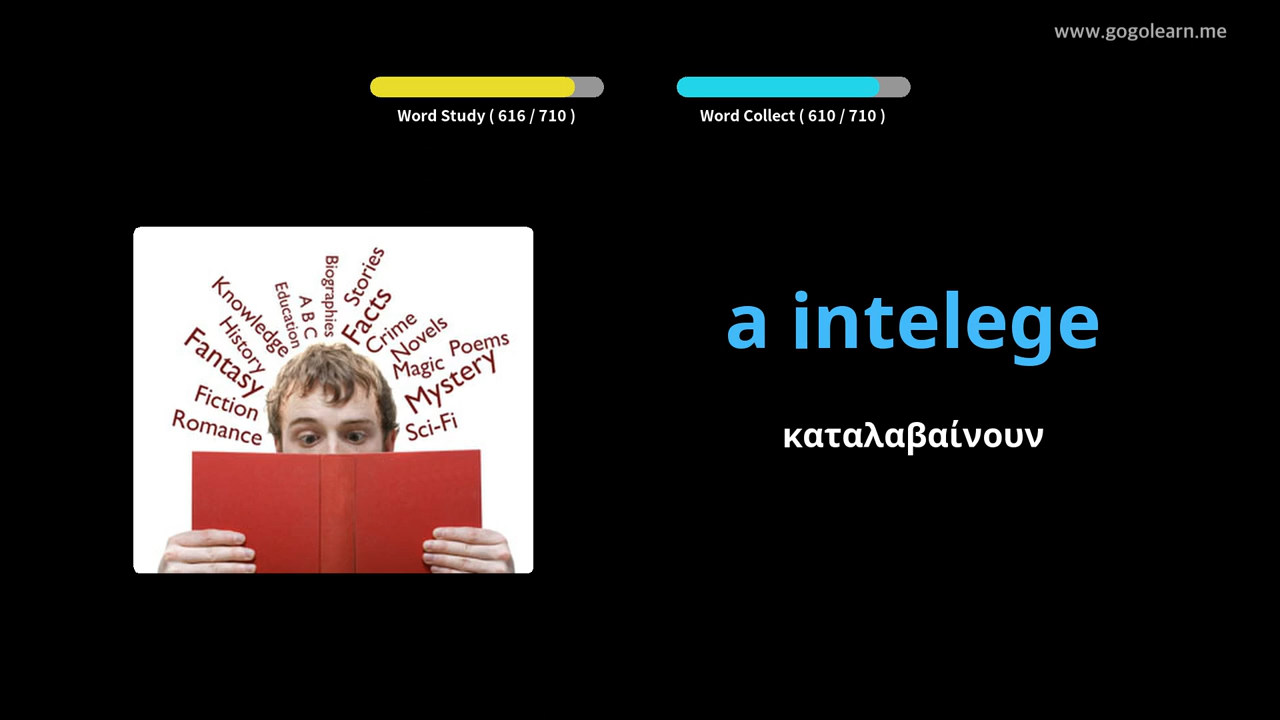 www.gogolearn.me
Word Study ( 616 / 710 )
Word Collect ( 610 / 710 )
Romance
Fiction
Fantasy
History
Knowledge
Education
A B C
Biographies
Stories
Facts
Crime
Novels
Magic
Poems
Mystery
Sci-Fi
a intelege
καταλαβαίνουν